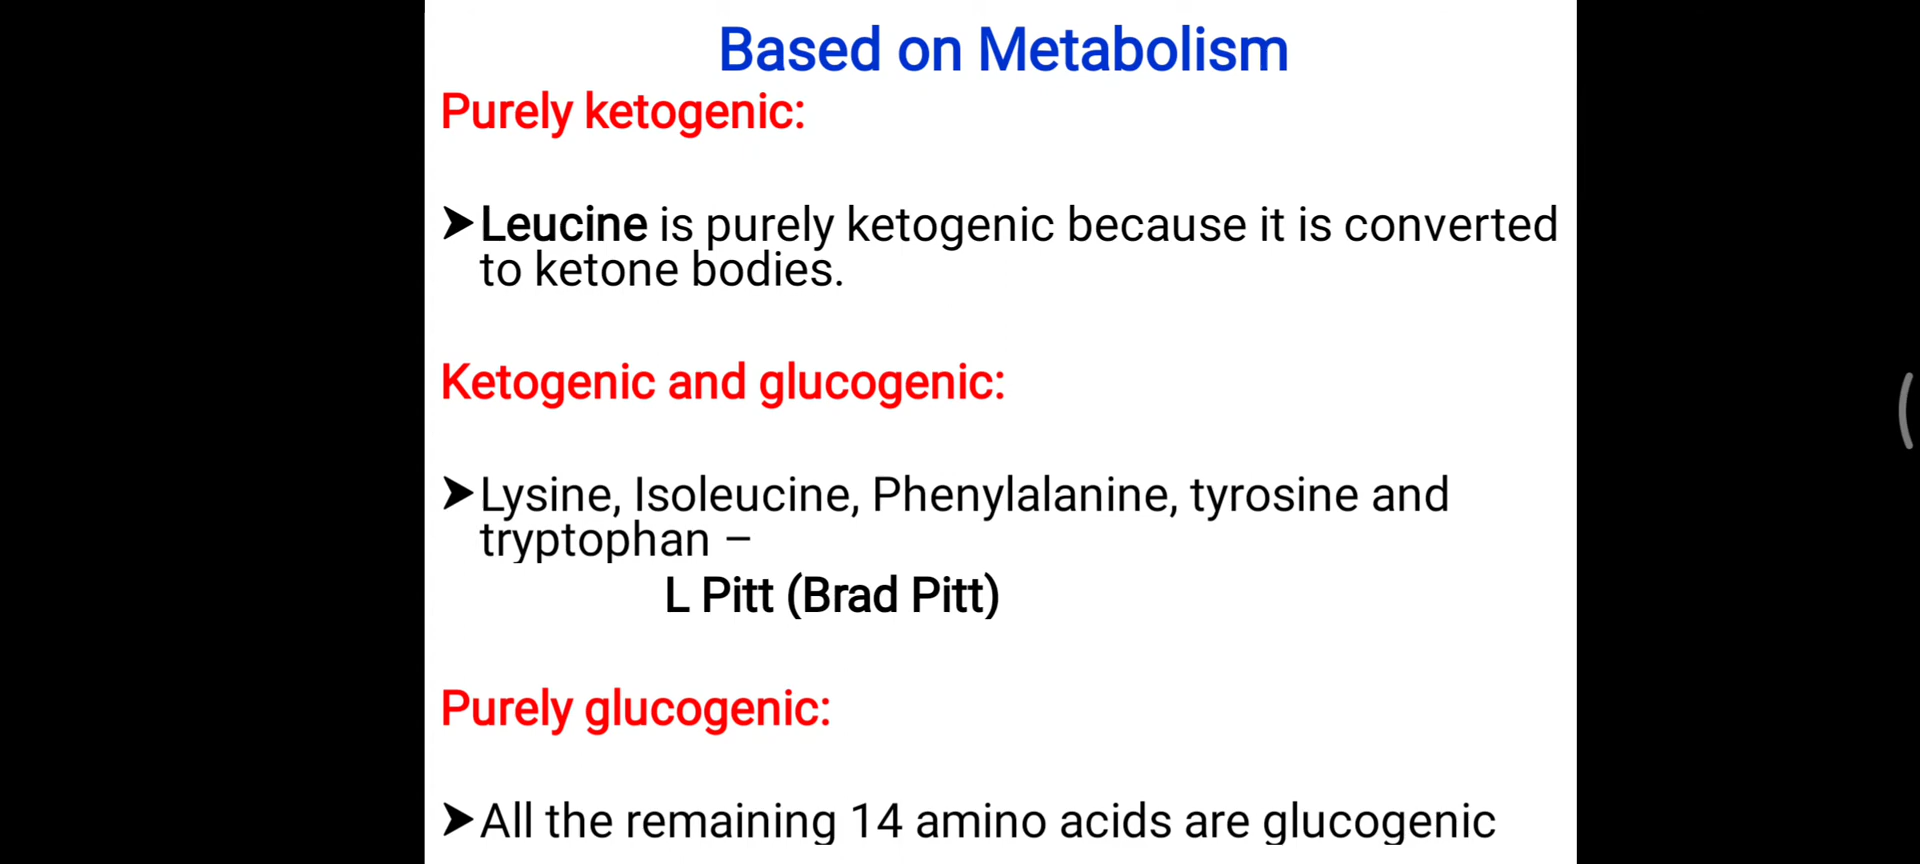 Based on Metabolism
Purely ketogenic:
➤Leucine is purely ketogenic because it is converted
to ketone bodies.
Ketogenic and glucogenic:
➤Lysine, Isoleucine, Phenylalanine, tyrosine and
tryptophan –
L Pitt (Brad Pitt)
Purely glucogenic:
➤All the remaining 14 amino acids are glucogenic